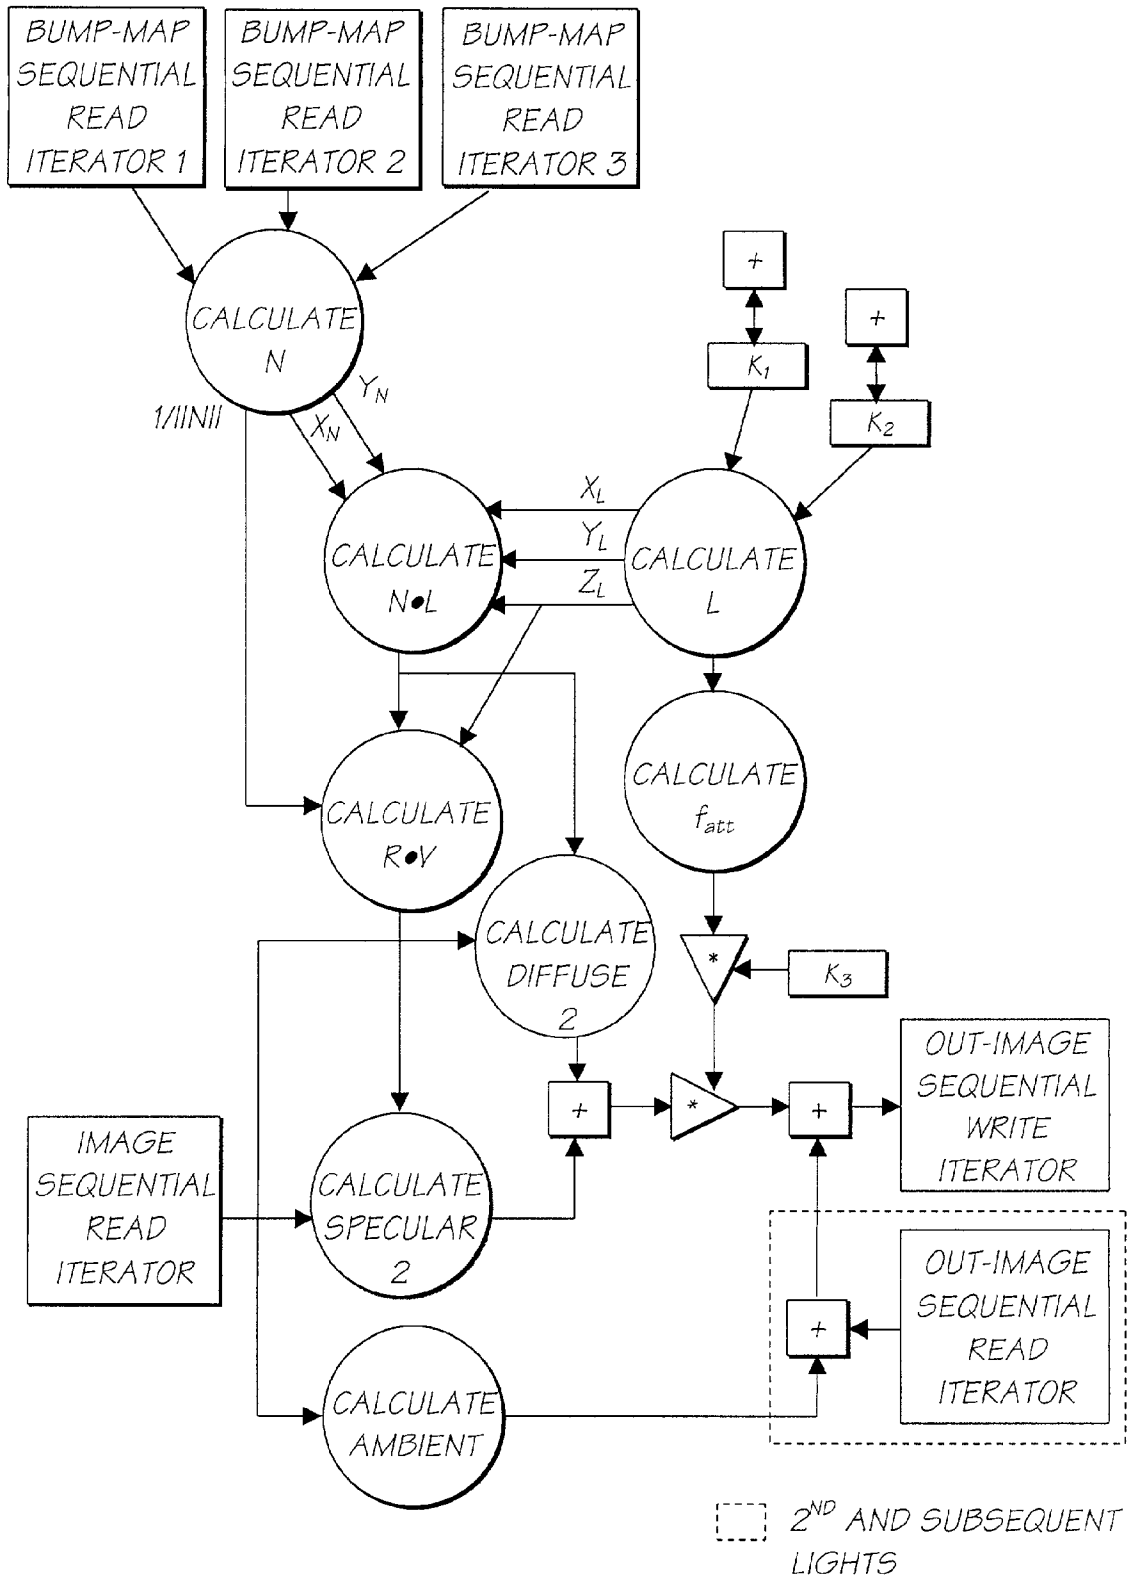 BUMP-MAP
SEQUENTIAL
READ
ITERATOR 1
BUMP-MAP
SEQUENTIAL
READ
ITERATOR 2
BUMP-MAP
SEQUENTIAL
READ
ITERATOR 3
CALCULATE
N
+
K1
+
K2
1/||N||
XN
YN
CALCULATE
N•L
XL
YL
ZL
CALCULATE
L
CALCULATE
R•V
CALCULATE
fatt
CALCULATE
DIFFUSE
2
*
K3
+
*
+
OUT-IMAGE
SEQUENTIAL
WRITE
ITERATOR
IMAGE
SEQUENTIAL
READ
ITERATOR
CALCULATE
SPECULAR
2
+
OUT-IMAGE
SEQUENTIAL
READ
ITERATOR
CALCULATE
AMBIENT
2ND AND SUBSEQUENT
LIGHTS